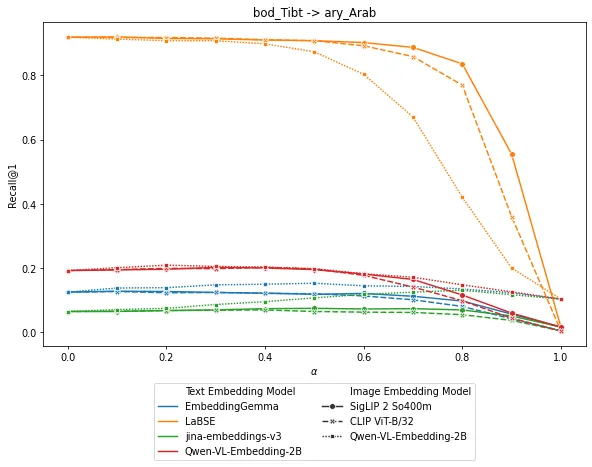 bod_Tibt -> ary_Arab
Recall@1
0.8
0.6
0.4
0.2
0.0
0.0 0.2 0.4 0.6 0.8 1.0
α
Text Embedding Model Image Embedding Model
EmbeddingGemma SigLIP 2 So400m
LaBSE CLIP ViT-B/32
jina-embeddings-v3 Qwen-VL-Embedding-2B
Qwen-VL-Embedding-2B